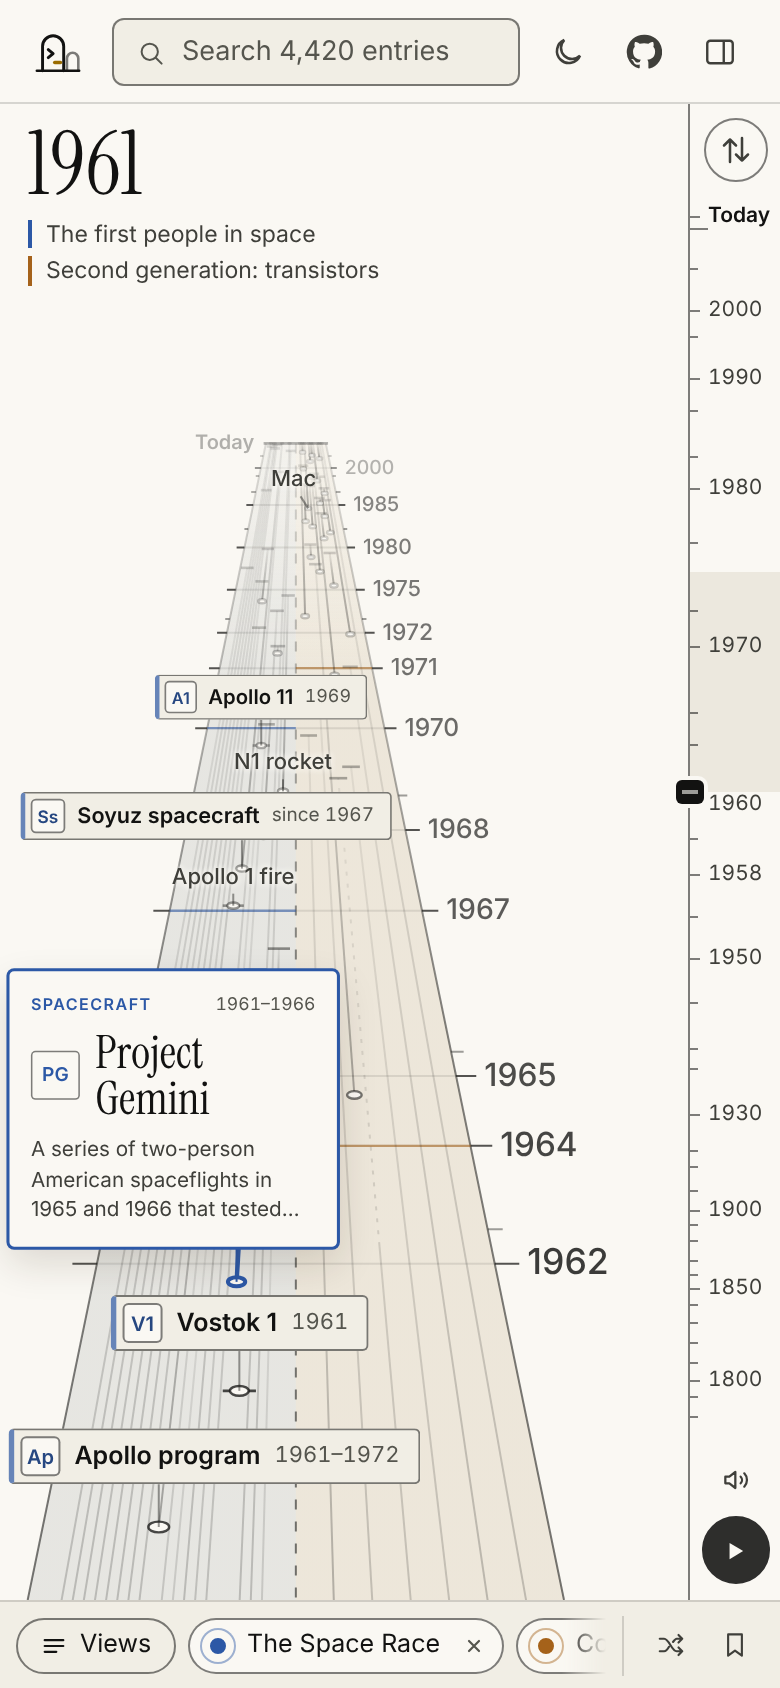 Search 4,420 entries
1961
The first people in space
Second generation: transistors
Today
2000
1990
1980
1970
1960
1958
1950
1930
1900
1850
1800
Today
2000
Mac
1985
1980
1975
1972
1971
A1 Apollo 11 1969
1970
N1 rocket
Ss Soyuz spacecraft since 1967
1968
Apollo 1 fire
1967
SPACECRAFT 1961–1966
PG Project
Gemini
A series of two-person
American spaceflights in
1965 and 1966 that tested...
1965
1964
1962
V1 Vostok 1 1961
Ap Apollo program 1961–1972
Views
The Space Race